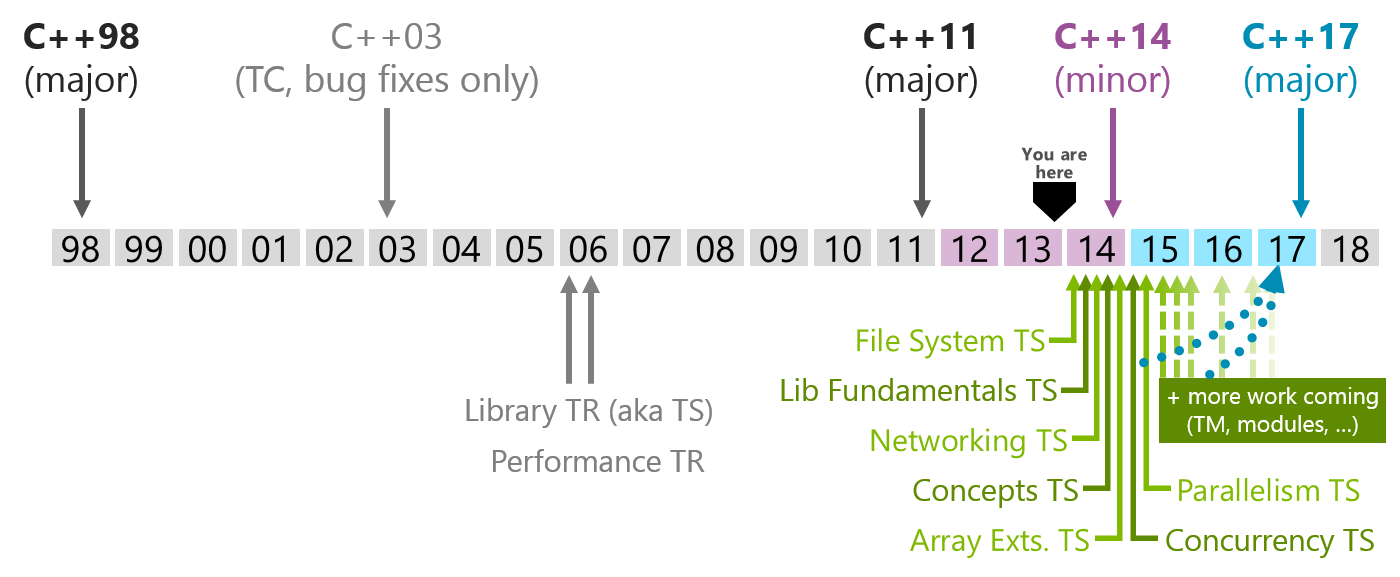 C++98
(major)
C++03
(TC, bug fixes only)
C++11
(major)
C++14
(minor)
C++17
(major)
You are
here
98 99 00 01 02 03 04 05 06 07 08 09 10 11 12 13 14 15 16 17 18
File System TS
Lib Fundamentals TS
+ more work coming
(TM, modules, ...)
Library TR (aka TS)
Networking TS
Performance TR
Concepts TS
Parallelism TS
Array Exts. TS
Concurrency TS